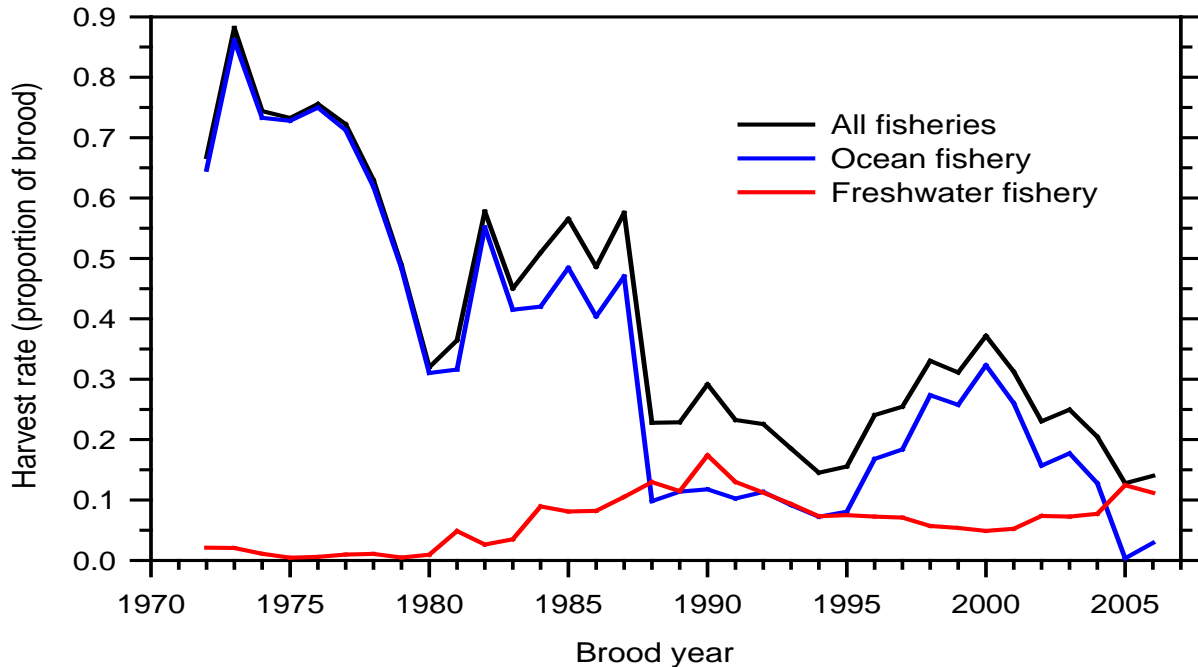 Harvest rate (proportion of brood)
0.9
0.8
0.7
0.6
0.5
0.4
0.3
0.2
0.1
0.0
All fisheries
Ocean fishery
Freshwater fishery
1970 1975 1980 1985 1990 1995 2000 2005
Brood year